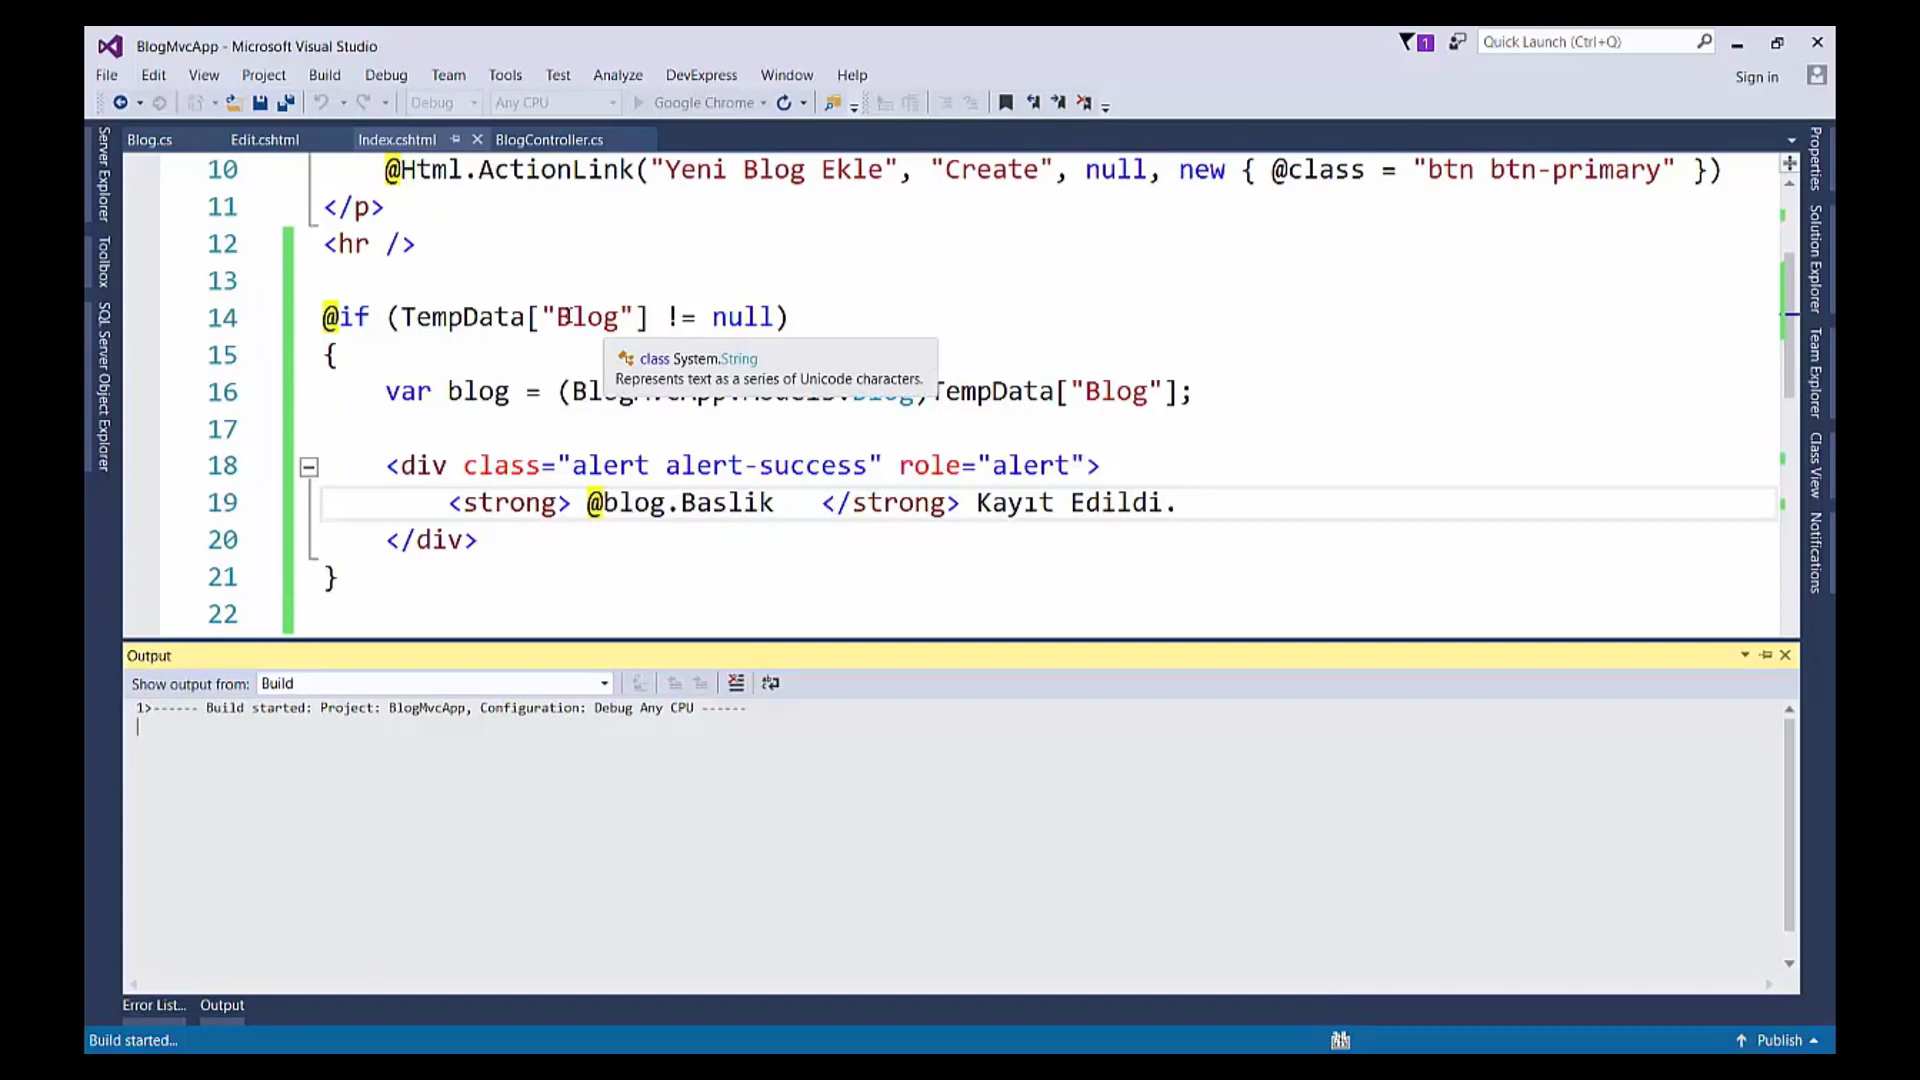 BlogMvcApp - Microsoft Visual Studio
1
Quick Launch (Ctrl+Q)
File Edit View Project Build Debug Team Tools Test Analyze DevExpress Window Help
Sign in
Debug Any CPU Google Chrome
Blog.cs Edit.cshtml Index.cshtml BlogController.cs
Server Explorer
Toolbox
SQL Server Object Explorer
10 @Html.ActionLink("Yeni Blog Ekle", "Create", null, new { @class = "btn btn-primary" })
11 </p>
12 <hr />
13
14 @if (TempData["Blog"] != null)
15 {
class System.String
Represents text as a series of Unicode characters.
16 var blog = (BlogMvcApp.Models.Blog)TempData["Blog"];
17
18 <div class="alert alert-success" role="alert">
19 <strong> @blog.Baslik </strong> Kayıt Edildi.
20 </div>
21 }
22
Properties
Solution Explorer
Team Explorer
Class View
Notifications
Output
Show output from: Build
1>------ Build started: Project: BlogMvcApp, Configuration: Debug Any CPU ------
Error List... Output
Build started...
Publish